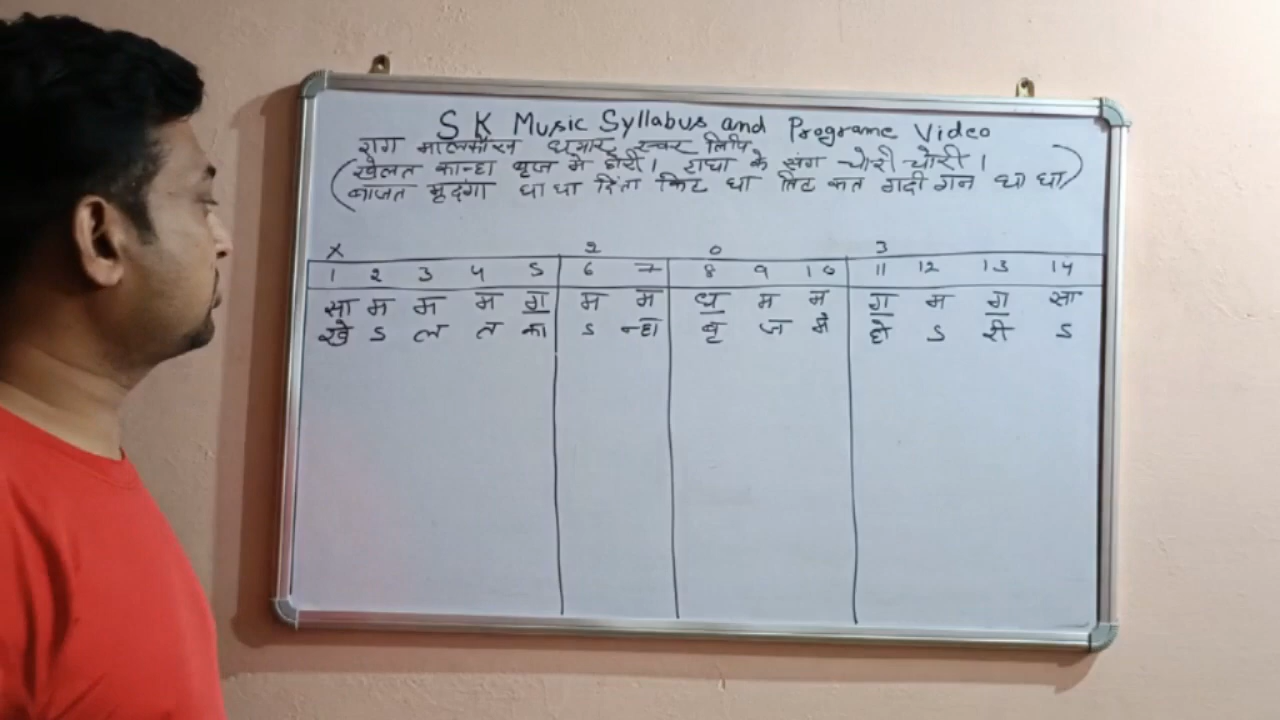 S K Music Syllabus and Programe Video
राग मालकौंस धमार स्वर लिपि
(खेलत कान्हा बृज मे होरी। राधा के संग चोरी चोरी।
बाजत मृदंगा धा धा दिंता किट धा तिट कत गदी गन धा धा)
X 2 0 3
1 2 3 4 5 6 7 8 9 10 11 12 13 14
सा म म म ग॒ म म ध॒ म म ग॒ म ग॒ सा
खे ऽ ल त का ऽ न्हा बृ ज मे हो ऽ री ऽ